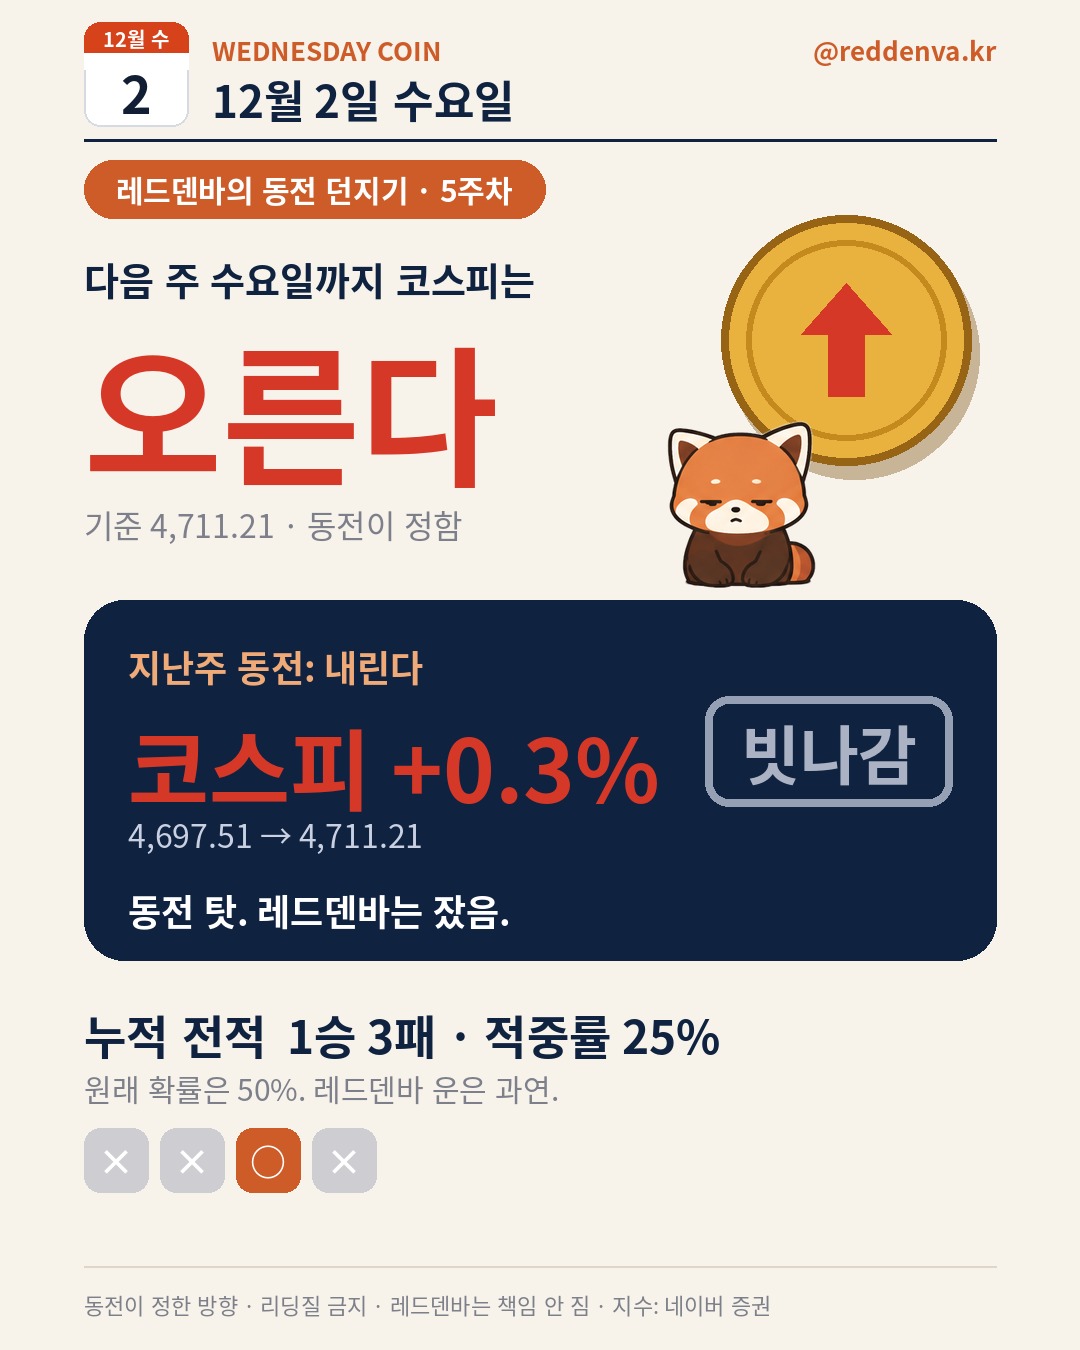 12월 수
2
WEDNESDAY COIN
12월 2일 수요일
@reddenva.kr
레드덴바의 동전 던지기 · 5주차
다음 주 수요일까지 코스피는
오른다
기준 4,711.21 · 동전이 정함
지난주 동전: 내린다
코스피 +0.3%
빗나감
4,697.51 → 4,711.21
동전 탓. 레드덴바는 잤음.
누적 전적 1승 3패 · 적중률 25%
원래 확률은 50%. 레드덴바 운은 과연.
× × ○ ×
동전이 정한 방향 · 리딩질 금지 · 레드덴바는 책임 안 짐 · 지수: 네이버 증권